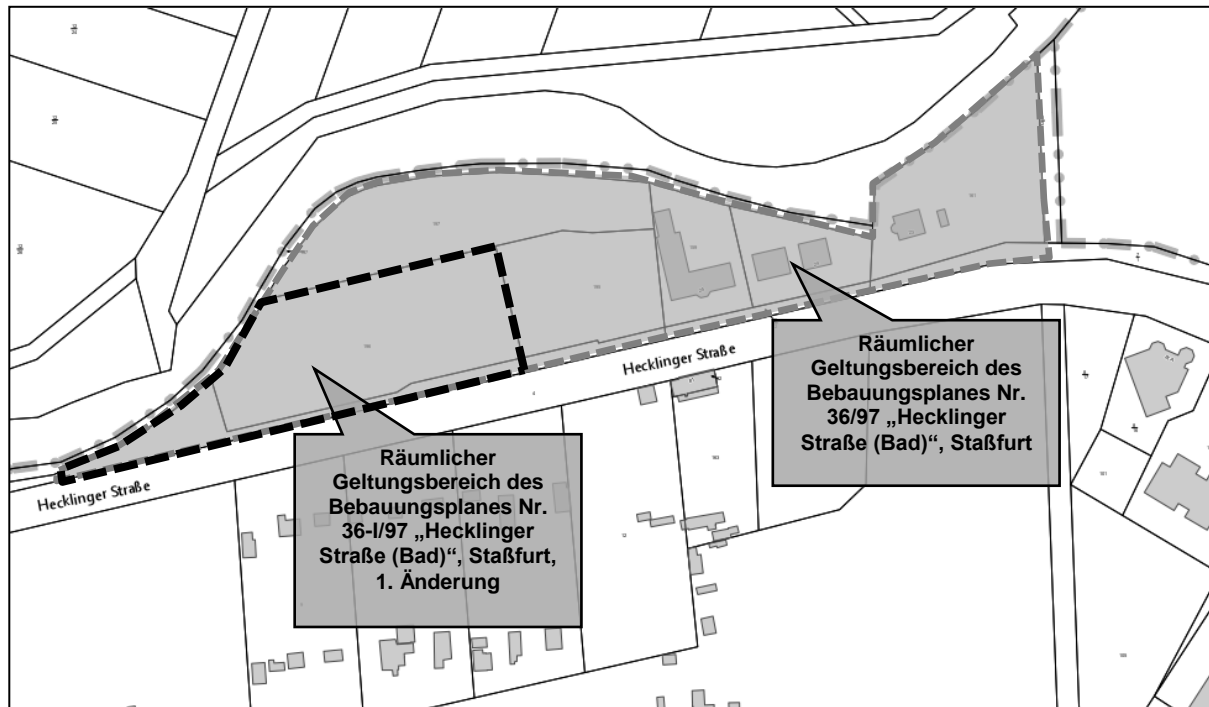 Hecklinger Straße
Räumlicher
Geltungsbereich des
Bebauungsplanes Nr.
36/97 „Hecklinger
Straße (Bad)“, Staßfurt
Hecklinger Straße
Räumlicher
Geltungsbereich des
Bebauungsplanes Nr.
36-I/97 „Hecklinger
Straße (Bad)“, Staßfurt,
1. Änderung